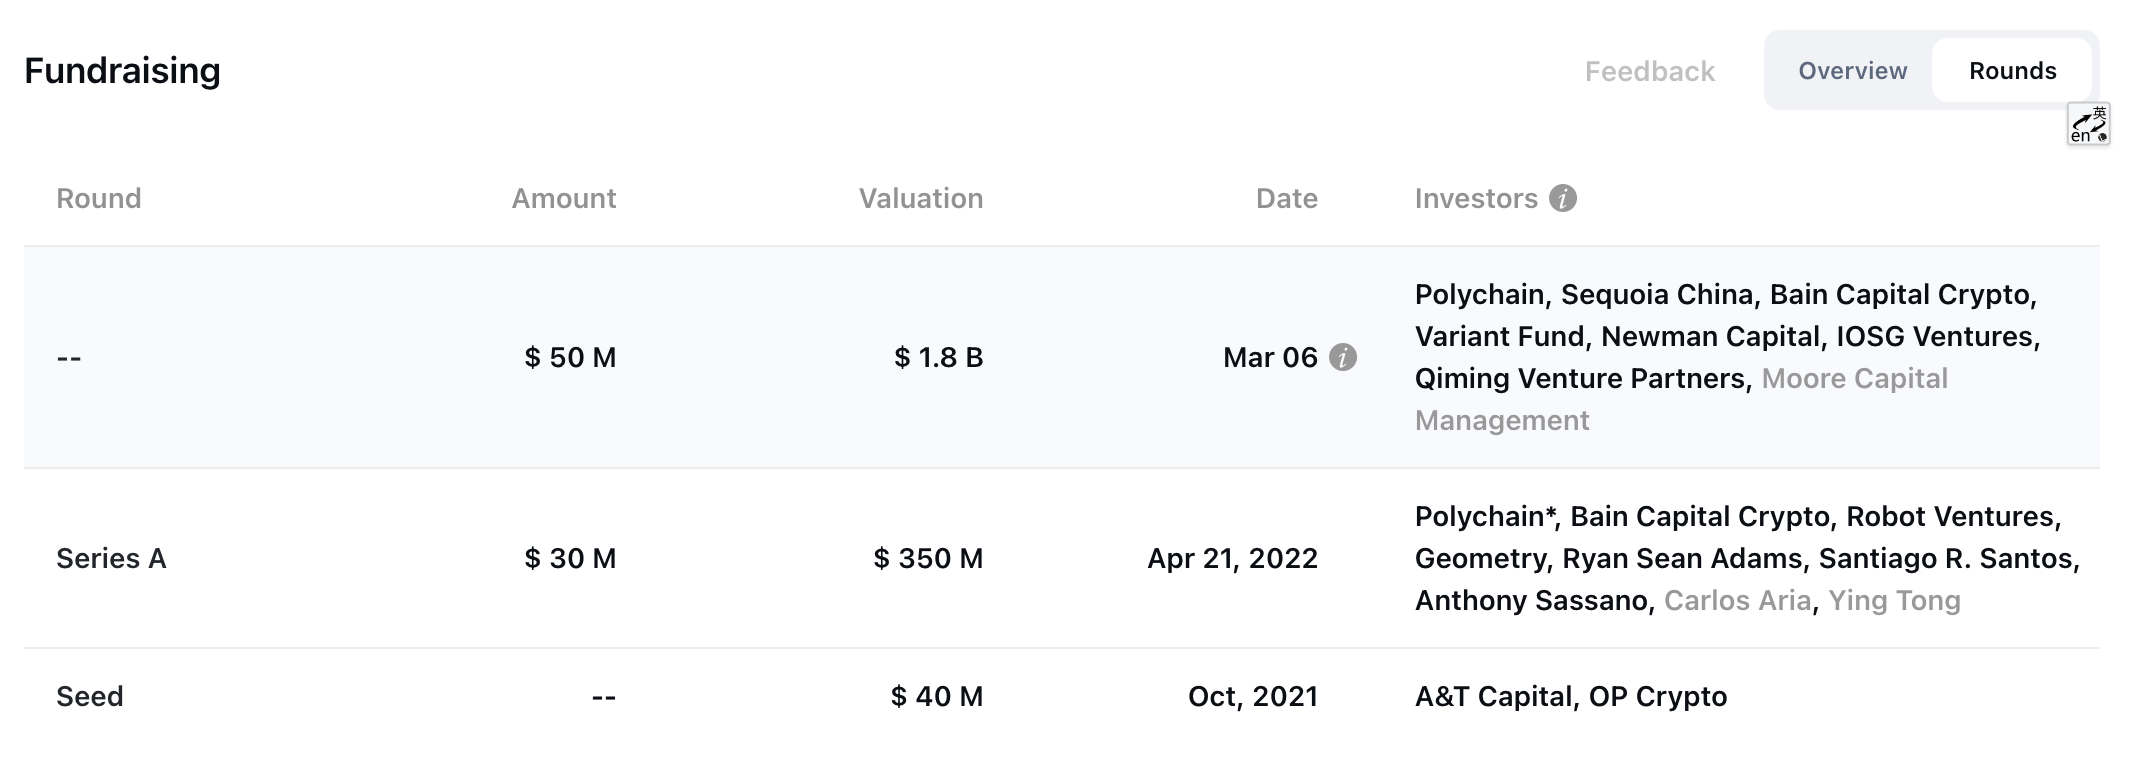 Fundraising
Feedback
Overview
Rounds
英
en
Round
Amount
Valuation
Date
Investors
--
$ 50 M
$ 1.8 B
Mar 06
Polychain, Sequoia China, Bain Capital Crypto,
Variant Fund, Newman Capital, IOSG Ventures,
Qiming Venture Partners, Moore Capital
Management
Series A
$ 30 M
$ 350 M
Apr 21, 2022
Polychain*, Bain Capital Crypto, Robot Ventures,
Geometry, Ryan Sean Adams, Santiago R. Santos,
Anthony Sassano, Carlos Aria, Ying Tong
Seed
--
$ 40 M
Oct, 2021
A&T Capital, OP Crypto